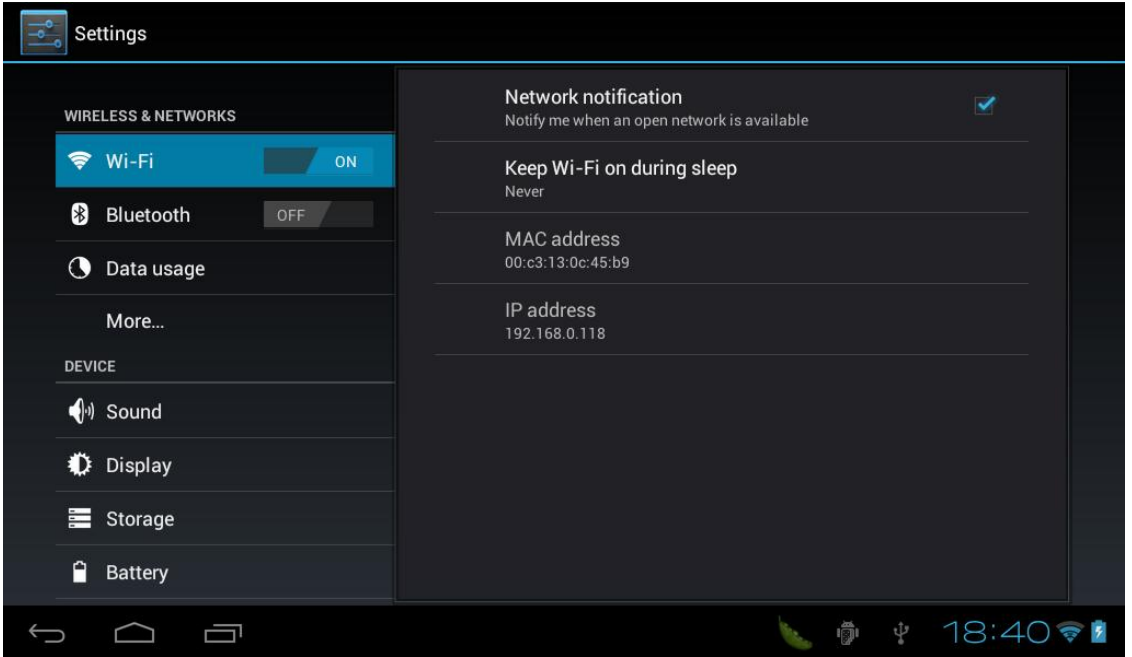 Settings
WIRELESS & NETWORKS
Wi-Fi ON
Bluetooth OFF
Data usage
More...
DEVICE
Sound
Display
Storage
Battery
Network notification
Notify me when an open network is available
Keep Wi-Fi on during sleep
Never
MAC address
00:c3:13:0c:45:b9
IP address
192.168.0.118
18:40